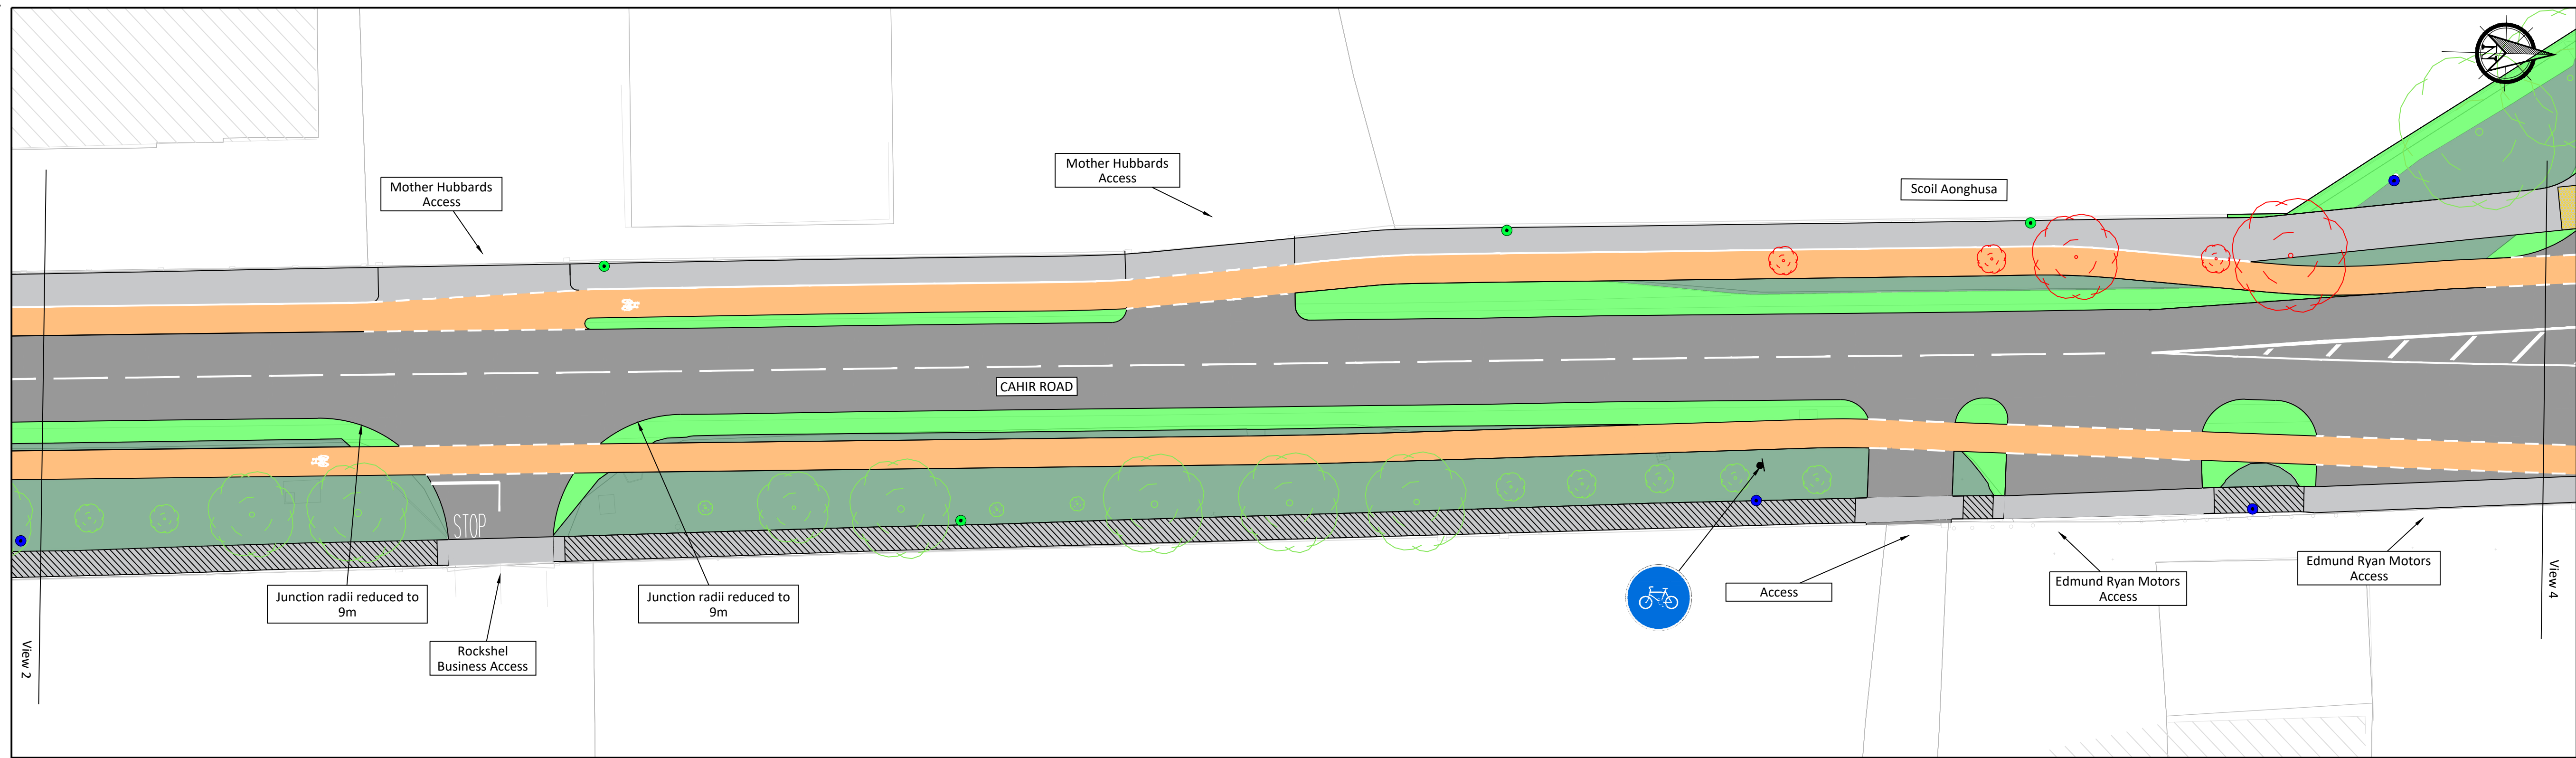 N
Mother Hubbards
Access
Mother Hubbards
Access
Scoil Aonghusa
CAHIR ROAD
STOP
Junction radii reduced to
9m
Junction radii reduced to
9m
Rockshel
Business Access
Access
Edmund Ryan Motors
Access
Edmund Ryan Motors
Access
View 2
View 4